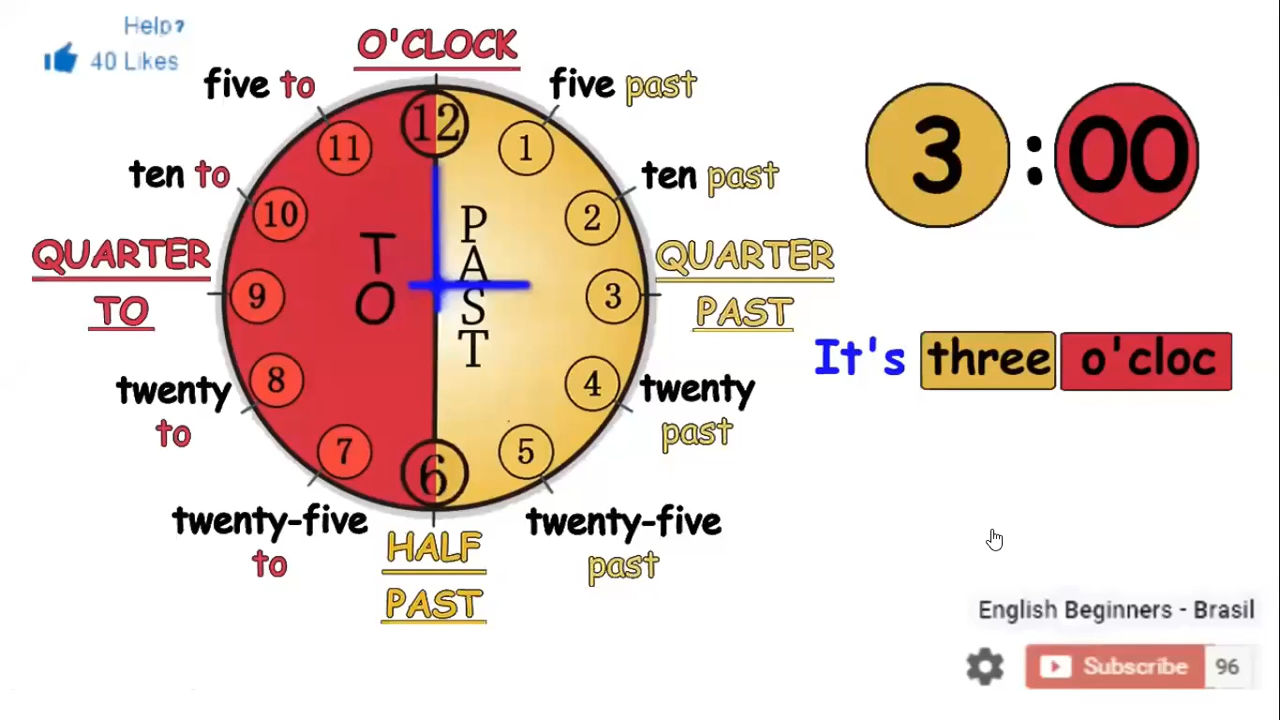 Help?
40 Likes
O'CLOCK
five to
five past
ten to
ten past
QUARTER
TO
QUARTER
PAST
twenty
to
twenty
past
twenty-five
to
twenty-five
past
HALF
PAST
12
11
1
10
2
9
3
8
4
7
5
6
TO
PAST
3:00
It's three o'cloc
English Beginners - Brasil
Subscribe 96